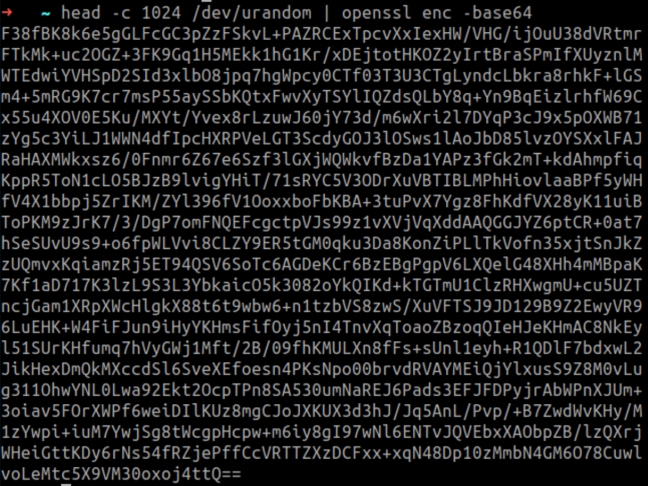 ➜ ~ head -c 1024 /dev/urandom | openssl enc -base64
F38fBK8k6e5gGLFcGC3pZzFSkvL+PAZRCExTpcvXxIexHW/VHG/ijOuU38dVRtmr
FTkMk+uc2OGZ+3FK9Gq1H5MEkk1hG1Kr/xDEjtotHKOZ2yIrtBraSPmIfXUyznlM
WTEdwiYVHSpD2SId3xlbO8jpq7hgWpcy0CTf03T3U3CTgLyndcLbkra8rhkF+lGS
m4+5mRG9K7cr7msP55aySSbKQtxFwvXyTSYlIQZdsQLbY8q+Yn9BqEizlrhfW69C
x55u4XOV0E5Ku/MXYt/Yvex8rLzuwJ60jY73d/m6wXri2l7DYqP3cJ9x5pOXWB71
zYg5c3YiLJ1WWN4dfIpcHXRPVeLGT3ScdyGOJ3lOSws1lAoJbD85lvzOYSXxlFAJ
RaHAXMWkxsz6/0Fnmr6Z67e6Szf3lGXjWQWkvfBzDa1YAPz3fGk2mT+kdAhmpfiq
KppR5ToN1cLO5BJzB9lvigYHiT/71sRYC5V3ODrXuVBTIBLMPhHiovlaaBPf5yWH
fV4X1bbpj5ZrIKM/ZYl396fV1OoxxboFbKBA+3tuPvX7Ygz8FhKdfVX28yK11uiB
ToPKM9zJrK7/3/DgP7omFNQEFcgctpVJs99z1vXVjVqXddAAQGGJYZ6ptCR+0at7
hSeSUvU9s9+o6fpWLVvi8CLZY9ER5tGM0qku3Da8KonZiPLlTkVofn35xjtSnJkZ
zUQmvxKqiamzRj5ET94QSV6SoTc6AGDeKCr6BzEBgPgpV6LXQelG48XHh4mMBpaK
7Kf1aD717K3lzL9S3L3YbkaicO5k3082oYkQIKd+kTGTmU1ClzRHXwgmU+cu5UZT
ncjGam1XRpXWcHlgkX88t6t9wbw6+n1tzbVS8zwS/XuVFTSJ9JD129B9Z2EwyVR9
6LuEHK+W4FiFJun9iHyYKHmsFifOyj5nI4TnvXqToaoZBzoqQIeHJeKHmAC8NkEy
l51SUrKHfumq7hVyGWj1Mft/2B/09fhKMULXn8fFs+sUnl1eyh+R1QDlF7bdxwL2
JikHexDmQkMXccdSl6SveXEfoesn4PKsNpo00brvdRVAYMEiQjYlxusS9Z8M0vLu
g311OhwYNL0Lwa92Ekt2OcpTPn8SA530umNaREJ6Pads3EFJFDPyjrAbWPnXJUm+
3oiav5FOrXWPf6weiDIlKUz8mgCJoJXKUX3d3hJ/Jq5AnL/Pvp/+B7ZwdWvKHy/M
1zYwpi+iuM7YwjSg8tWcgpHcpw+m6iy8gI97wNl6ENTvJQVEbxXAObpZB/lzQXrj
WHeiGttKDy6rNs54fRZjePffCcVRTTZXzDCFxx+xqN48Dp10zMmbN4GM6O78Cuwl
voLeMtc5X9VM30oxoj4ttQ==